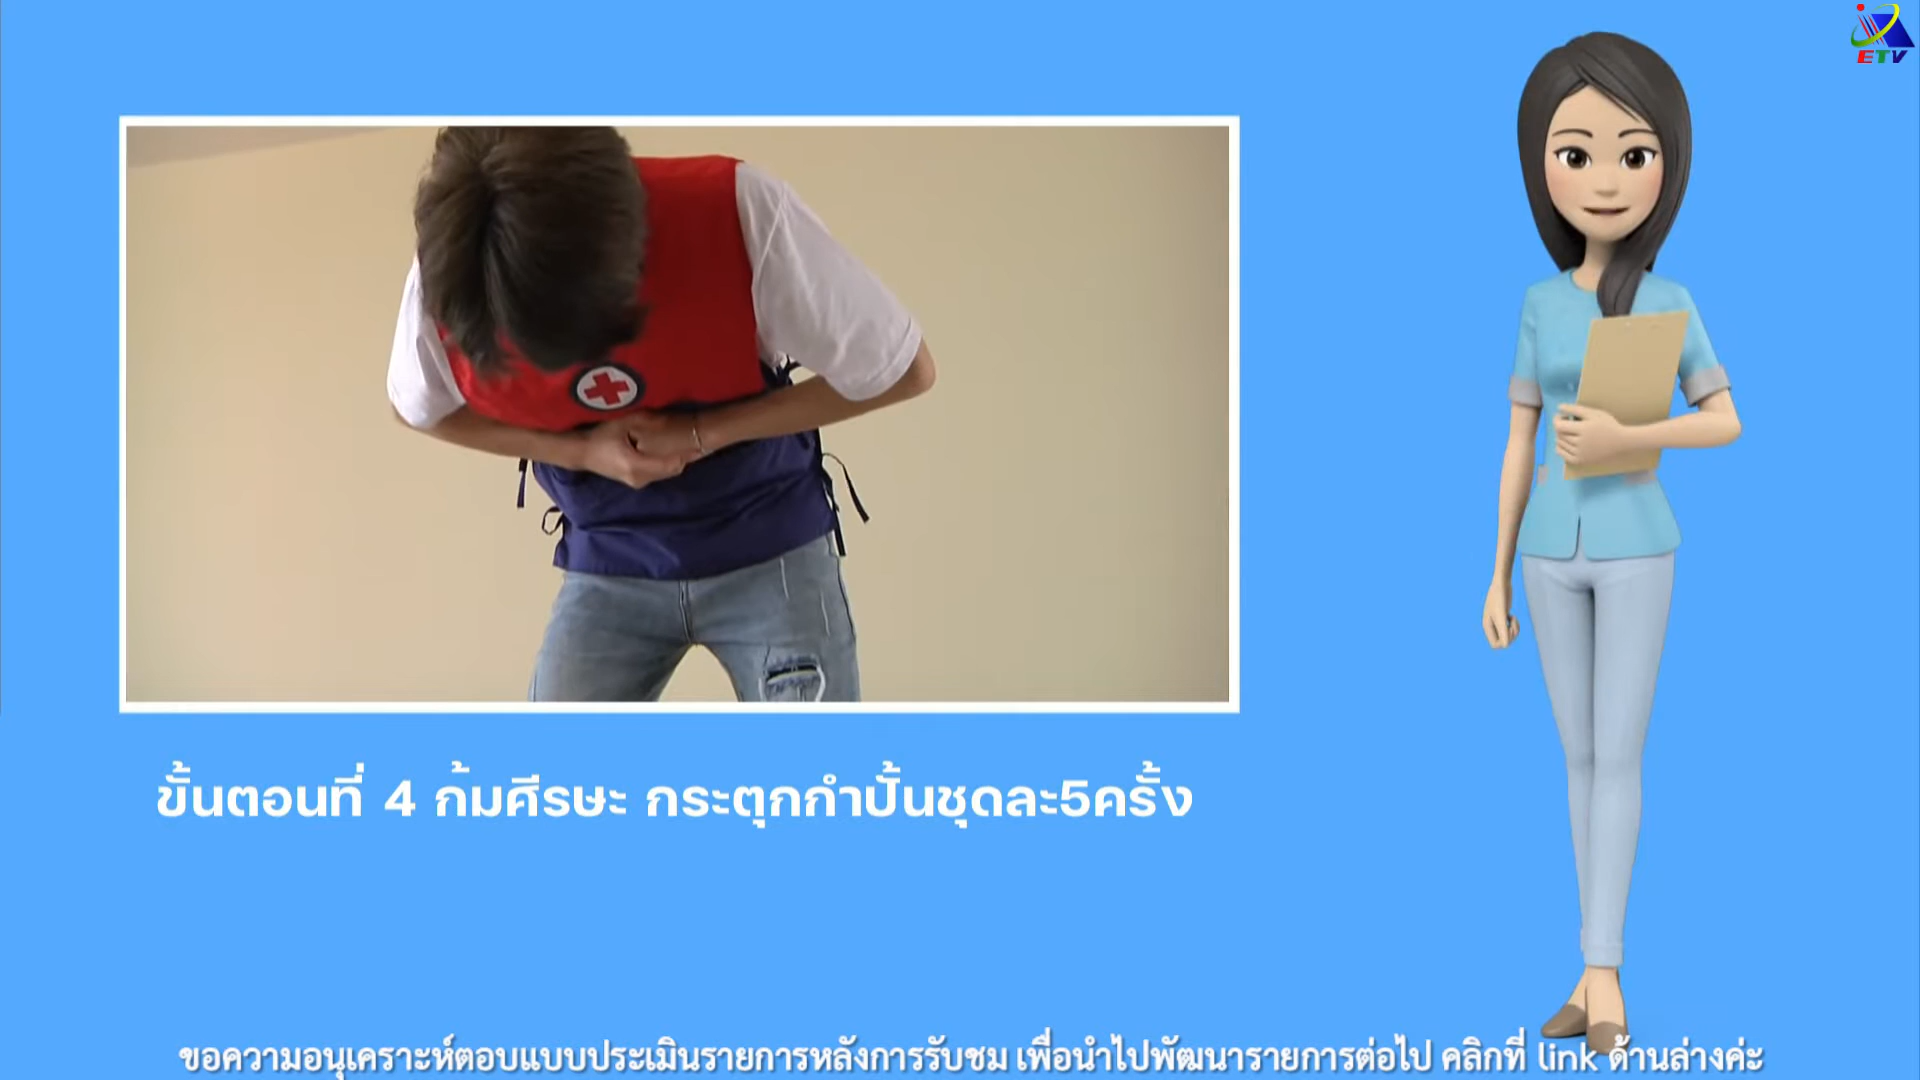 ETV
ขั้นตอนที่ 4 ก้มศีรษะ กระตุกกำปั้นชุดละ5ครั้ง
ขอความอนุเคราะห์ตอบแบบประเมินรายการหลังการรับชม เพื่อนำไปพัฒนารายการต่อไป คลิกที่ link ด้านล่างค่ะ